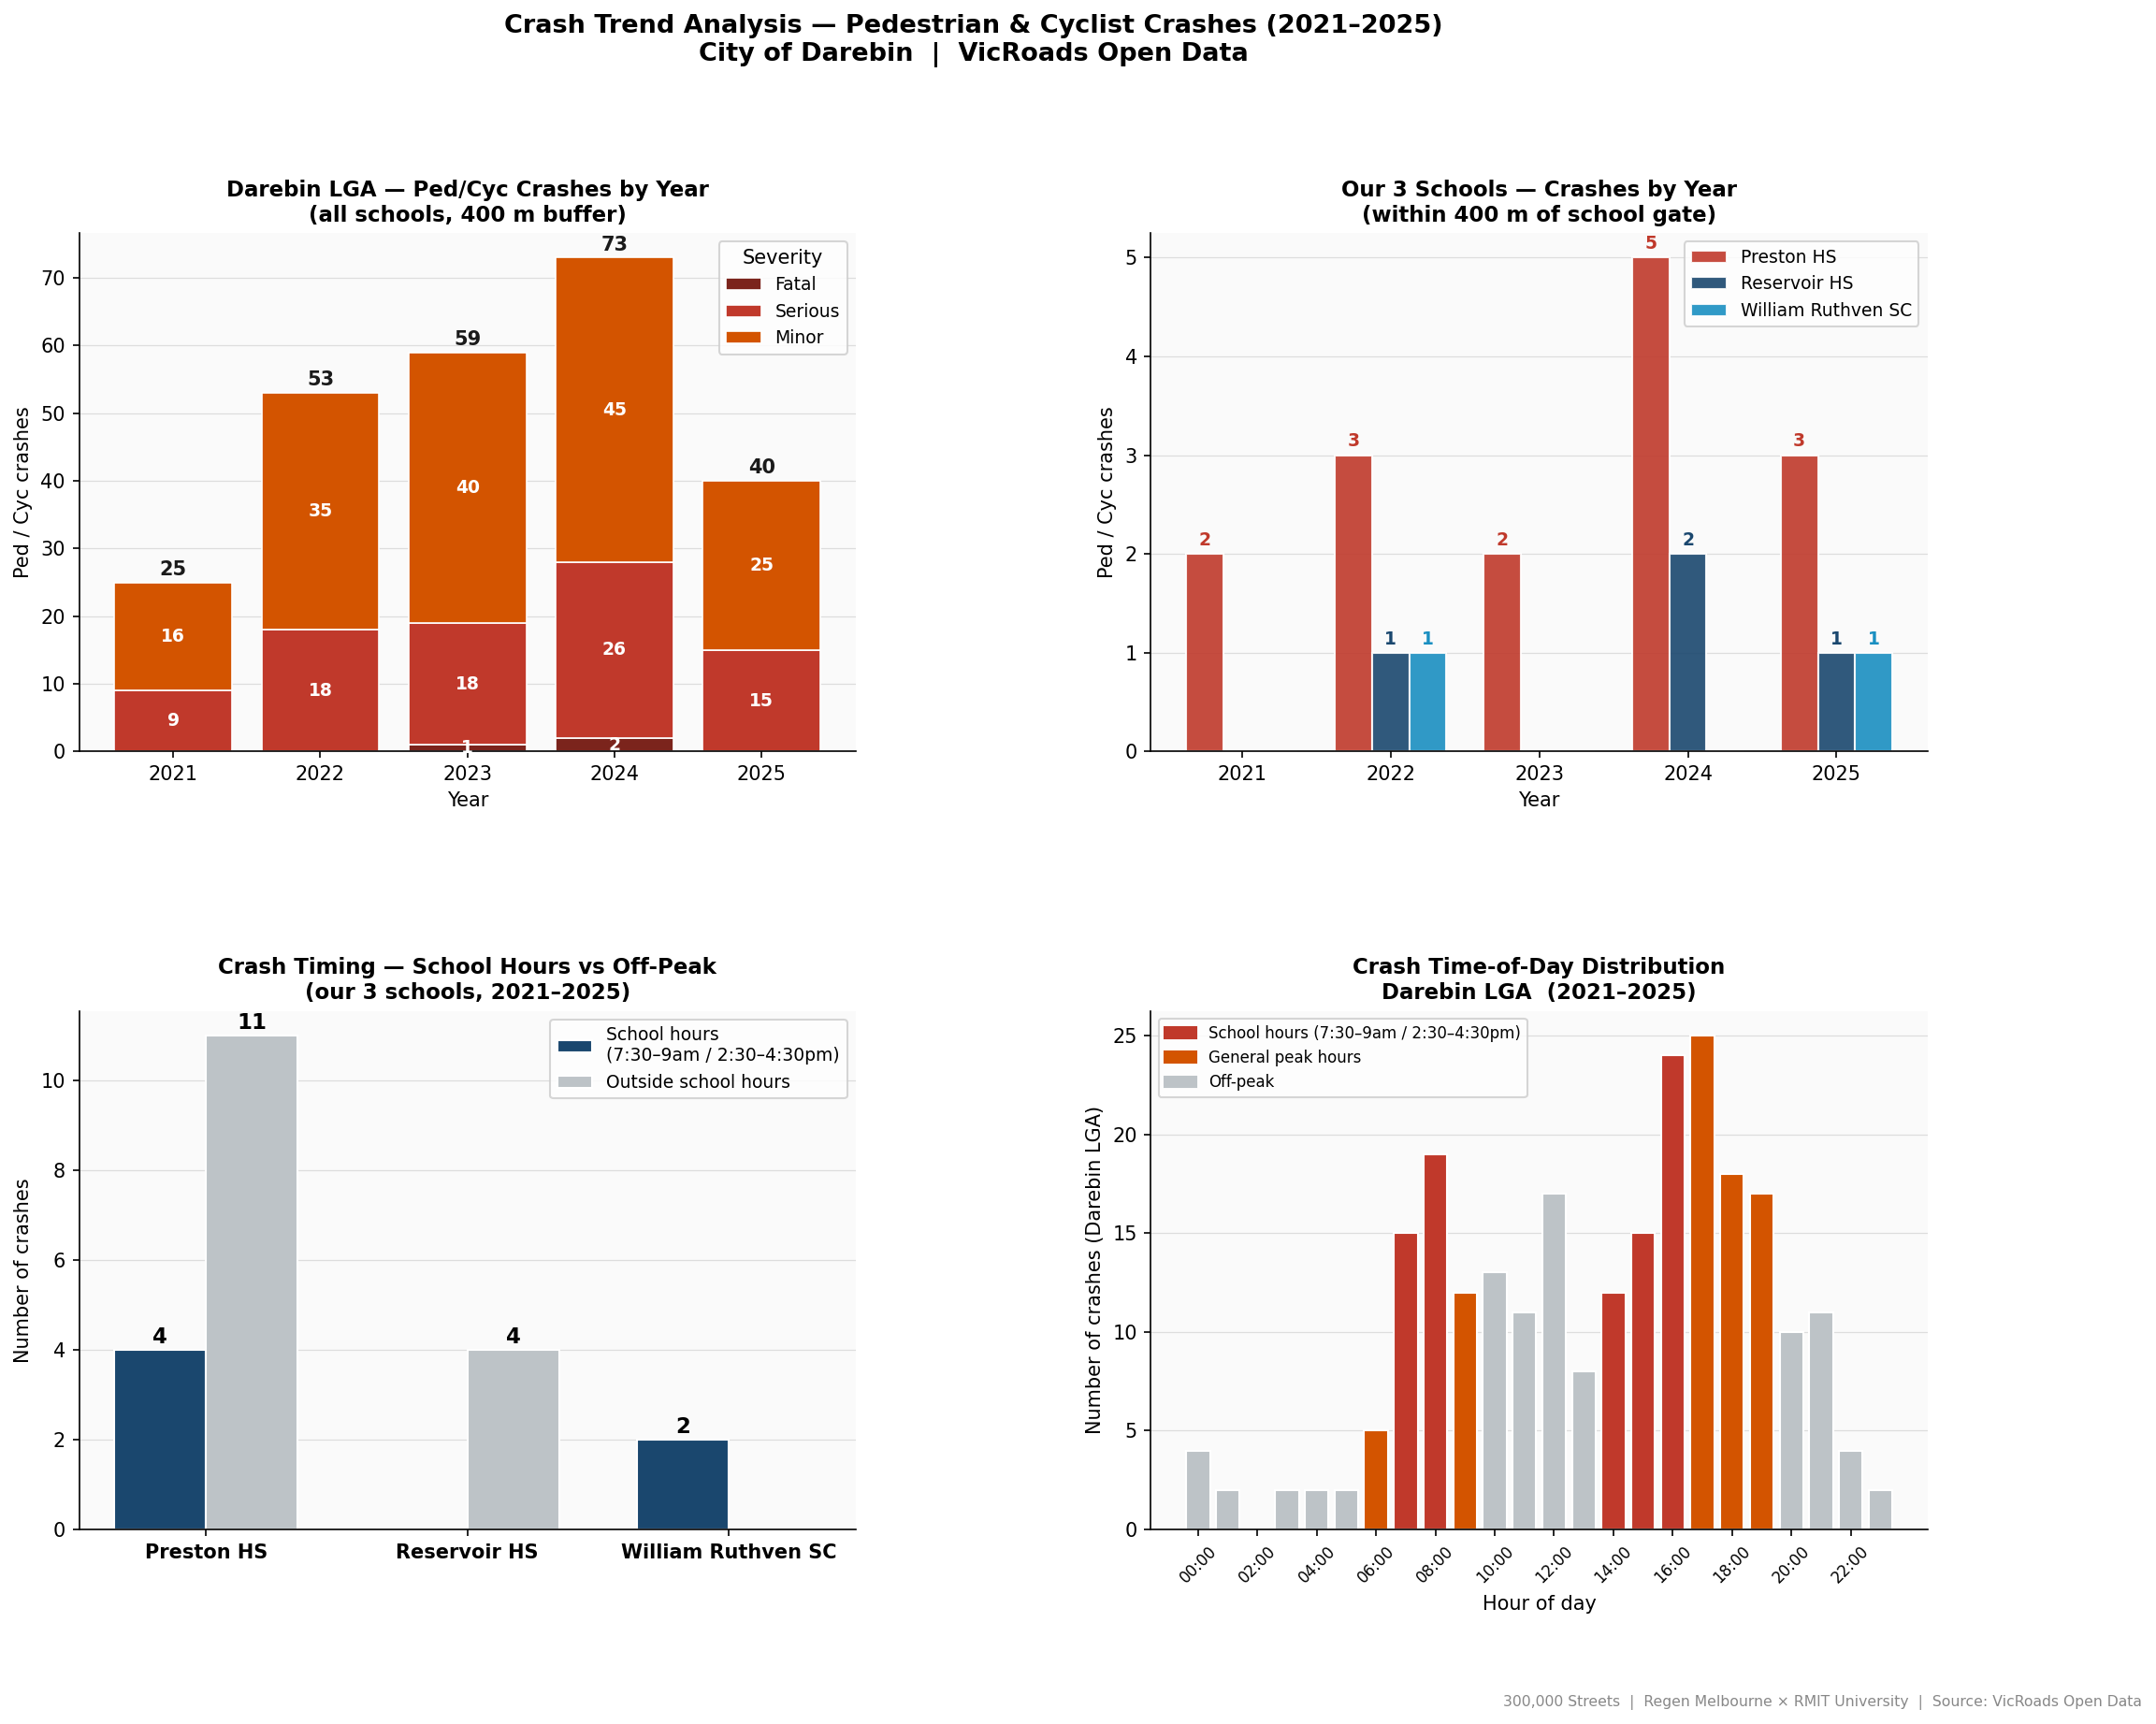 Crash Trend Analysis — Pedestrian & Cyclist Crashes (2021–2025)
City of Darebin | VicRoads Open Data
Darebin LGA — Ped/Cyc Crashes by Year
(all schools, 400 m buffer)
Ped / Cyc crashes
70
60
50
40
30
20
10
0
Severity
Fatal
Serious
Minor
25
16
9
53
35
18
59
40
18
1
73
45
26
2
40
25
15
2021 2022 2023 2024 2025
Year
Our 3 Schools — Crashes by Year
(within 400 m of school gate)
Ped / Cyc crashes
5
4
3
2
1
0
Preston HS
Reservoir HS
William Ruthven SC
2
3
1
1
2
5
2
3
1
1
2021 2022 2023 2024 2025
Year
Crash Timing — School Hours vs Off-Peak
(our 3 schools, 2021–2025)
Number of crashes
10
8
6
4
2
0
School hours
(7:30–9am / 2:30–4:30pm)
Outside school hours
4
11
4
2
Preston HS Reservoir HS William Ruthven SC
Crash Time-of-Day Distribution
Darebin LGA (2021–2025)
Number of crashes (Darebin LGA)
25
20
15
10
5
0
School hours (7:30–9am / 2:30–4:30pm)
General peak hours
Off-peak
00:00 02:00 04:00 06:00 08:00 10:00 12:00 14:00 16:00 18:00 20:00 22:00
Hour of day
300,000 Streets | Regen Melbourne × RMIT University | Source: VicRoads Open Data